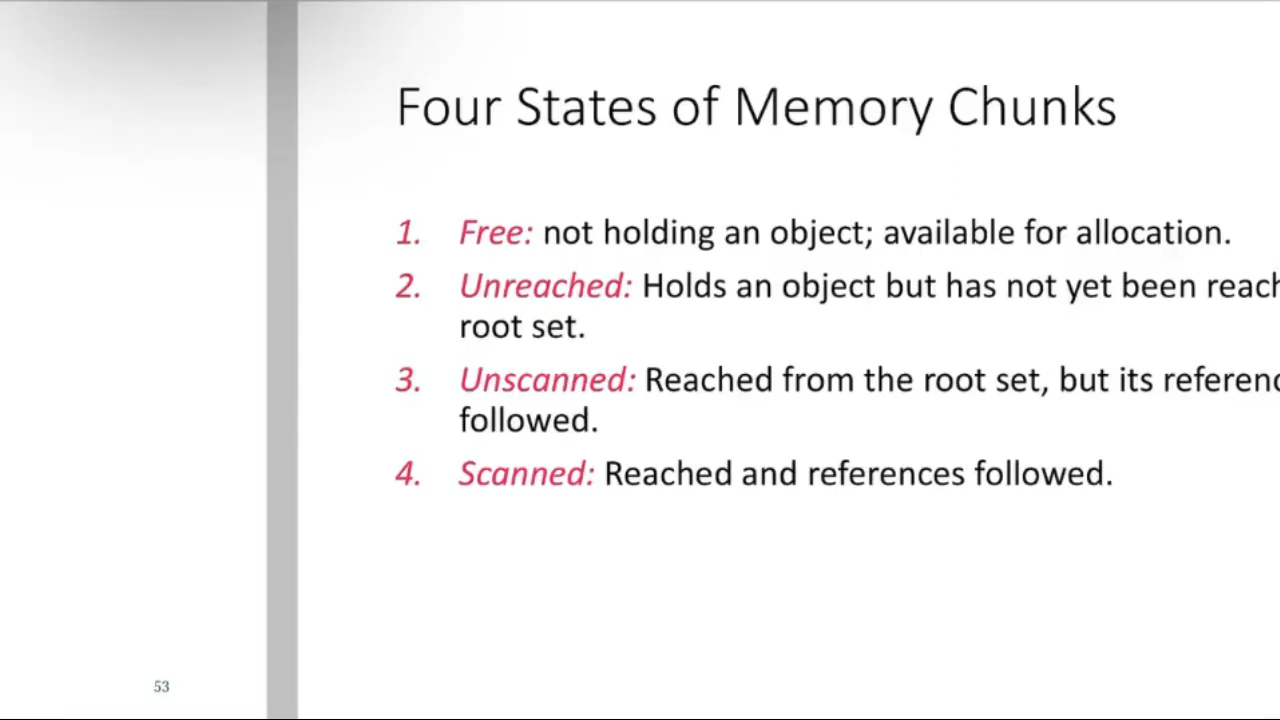 Four States of Memory Chunks
1. Free: not holding an object; available for allocation.
2. Unreached: Holds an object but has not yet been reach
root set.
3. Unscanned: Reached from the root set, but its referenc
followed.
4. Scanned: Reached and references followed.
53